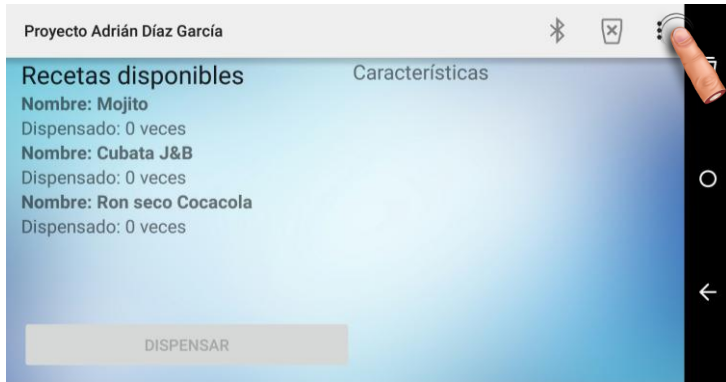 Proyecto Adrián Díaz García
Recetas disponibles
Nombre: Mojito
Dispensado: 0 veces
Nombre: Cubata J&B
Dispensado: 0 veces
Nombre: Ron seco Cocacola
Dispensado: 0 veces
Características
DISPENSAR